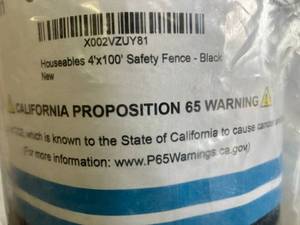 X002VZUY81
Houseables 4'x100' Safety Fence - Black
New
CALIFORNIA PROPOSITION 65 WARNING
which is known to the State of California to cause cancer
(For more information: www.P65Warnings.ca.gov)